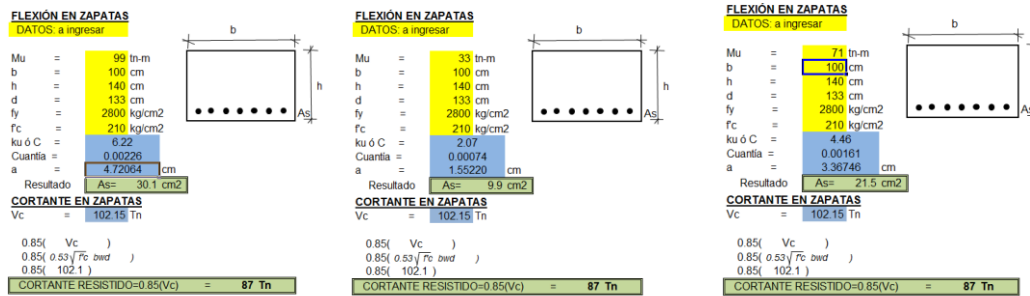 FLEXIÓN EN ZAPATAS
DATOS: a ingresar
b
Mu = 99 tn-m
b = 100 cm
h = 140 cm
h
d = 133 cm
fy = 2800 kg/cm2
As
f'c = 210 kg/cm2
ku ó C = 6.22
Cuantía = 0.00226
a = 4.72064 cm
Resultado As= 30.1 cm2
CORTANTE EN ZAPATAS
Vc = 102.15 Tn
0.85( Vc )
0.85( 0.53√f'c bwd )
0.85( 102.1 )
CORTANTE RESISTIDO=0.85(Vc) = 87 Tn
FLEXIÓN EN ZAPATAS
DATOS: a ingresar
b
Mu = 33 tn-m
b = 100 cm
h = 140 cm
h
d = 133 cm
fy = 2800 kg/cm2
As
f'c = 210 kg/cm2
ku ó C = 2.07
Cuantía = 0.00074
a = 1.55220 cm
Resultado As= 9.9 cm2
CORTANTE EN ZAPATAS
Vc = 102.15 Tn
0.85( Vc )
0.85( 0.53√f'c bwd )
0.85( 102.1 )
CORTANTE RESISTIDO=0.85(Vc) = 87 Tn
FLEXIÓN EN ZAPATAS
DATOS: a ingresar
b
Mu = 71 tn-m
b = 100 cm
h = 140 cm
d = 133 cm
fy = 2800 kg/cm2
As
f'c = 210 kg/cm2
ku ó C = 4.46
Cuantía = 0.00161
a = 3.36746 cm
Resultado As= 21.5 cm2
CORTANTE EN ZAPATAS
Vc = 102.15 Tn
0.85( Vc )
0.85( 0.53√f'c bwd )
0.85( 102.1 )
CORTANTE RESISTIDO=0.85(Vc) = 87 Tn